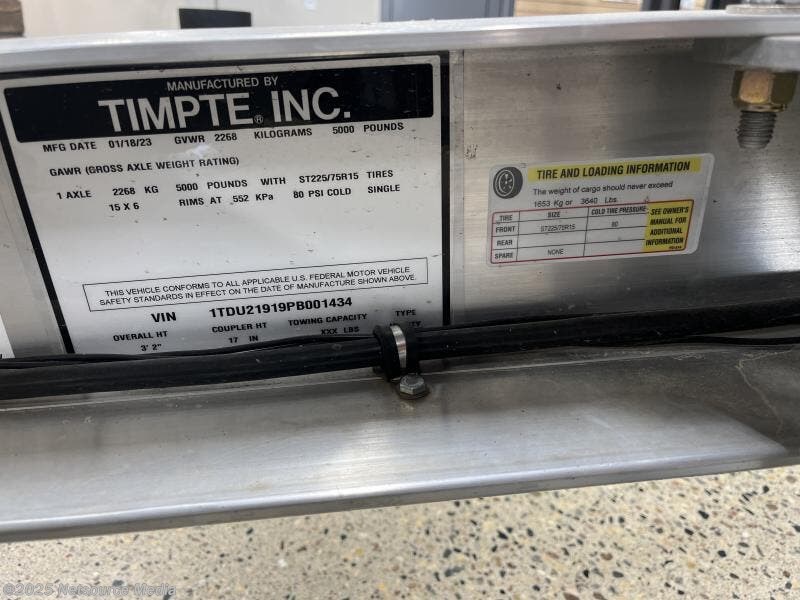 MANUFACTURED BY
TIMPTE® INC.
MFG DATE 01/18/23 GVWR 2268 KILOGRAMS 5000 POUNDS
GAWR (GROSS AXLE WEIGHT RATING)
1 AXLE 2268 KG 5000 POUNDS WITH ST225/75R15 TIRES
15 X 6 RIMS AT 552 KPa 80 PSI COLD SINGLE
THIS VEHICLE CONFORMS TO ALL APPLICABLE U.S. FEDERAL MOTOR VEHICLE
SAFETY STANDARDS IN EFFECT ON THE DATE OF MANUFACTURE SHOWN ABOVE.
VIN 1TDU21919PB001434
OVERALL HT COUPLER HT TOWING CAPACITY TYPE
3' 2" 17 IN XXX LBS
TIRE AND LOADING INFORMATION
The weight of cargo should never exceed
1653 Kg or 3640 Lbs.
TIRE SIZE COLD TIRE PRESSURE
FRONT ST225/75R15 80
REAR
SPARE NONE
SEE OWNER'S
MANUAL FOR
ADDITIONAL
INFORMATION
©2025 NetSource Media